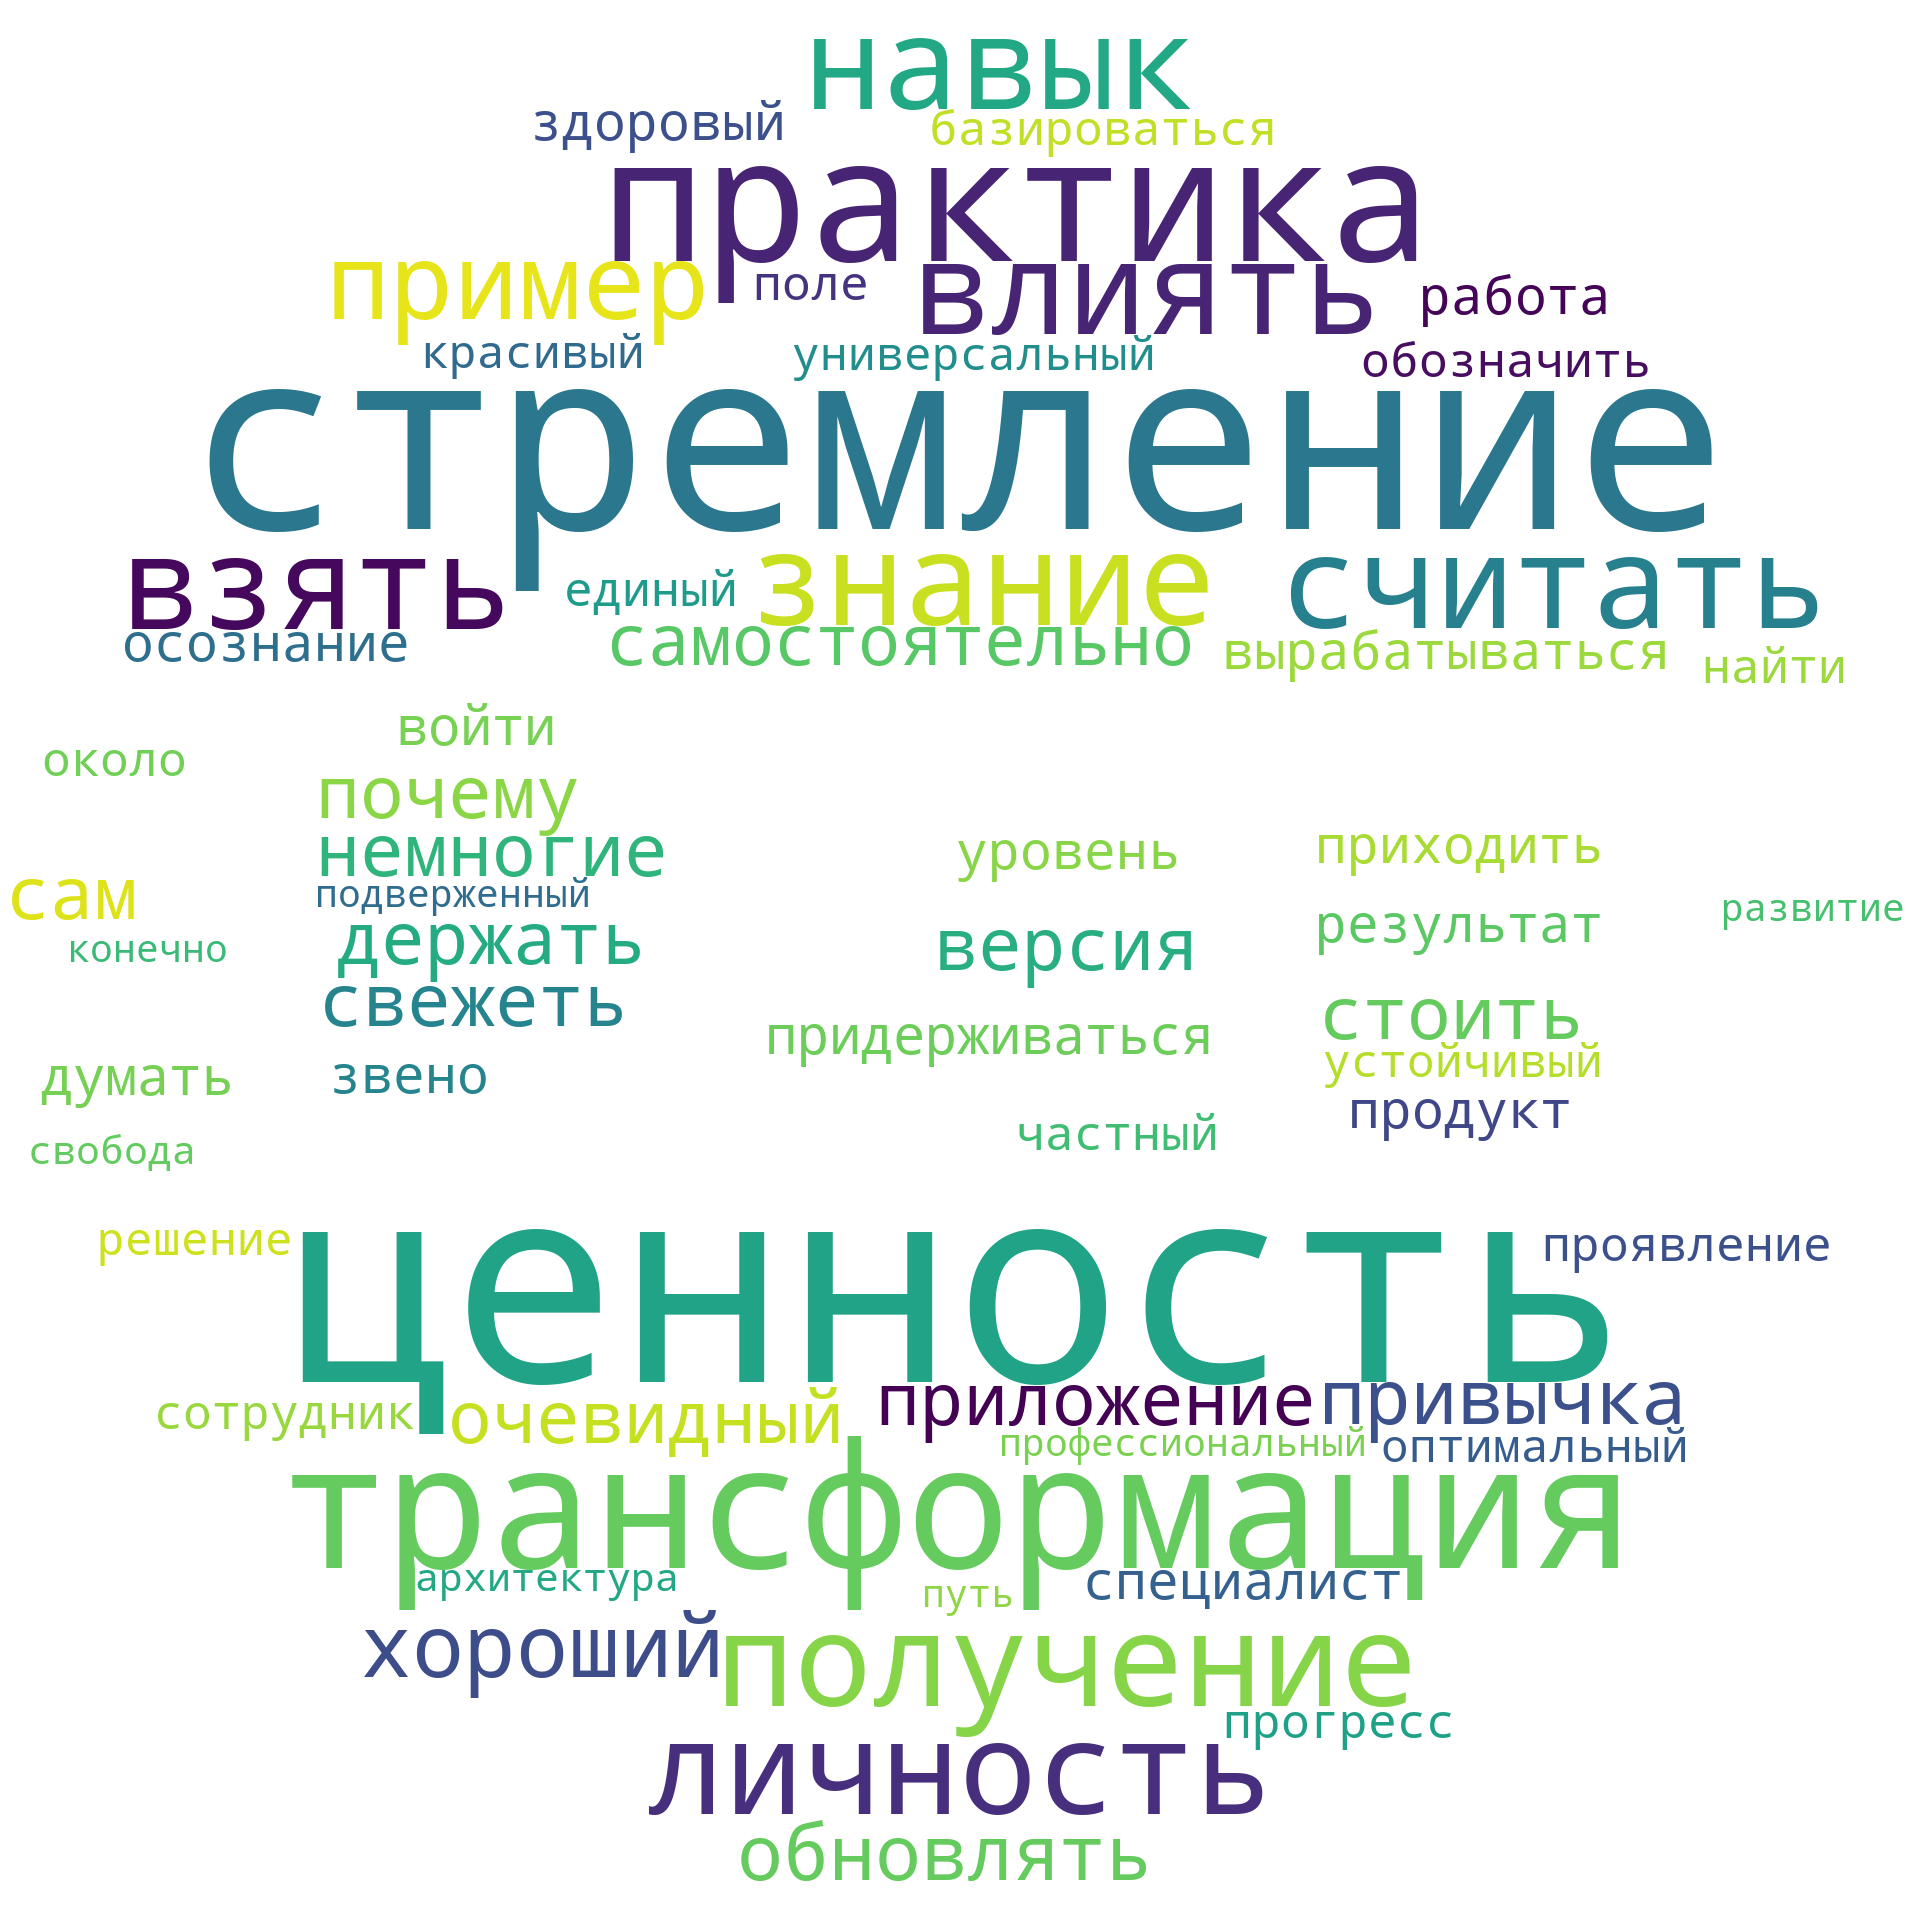 навык
здоровый
базироваться
практика
пример
поле
влиять
работа
красивый
универсальный
обозначить
стремление
взять
единый
знание
считать
осознание
самостоятельно
вырабатываться
найти
войти
около
почему
немногие
уровень
приходить
сам
подверженный
развитие
конечно
держать
версия
результат
свежеть
придерживаться
стоить
устойчивый
думать
звено
продукт
частный
свобода
решение
ценность
проявление
сотрудник
очевидный
приложение
привычка
профессиональный
оптимальный
трансформация
архитектура
путь
специалист
хороший
получение
прогресс
личность
обновлять